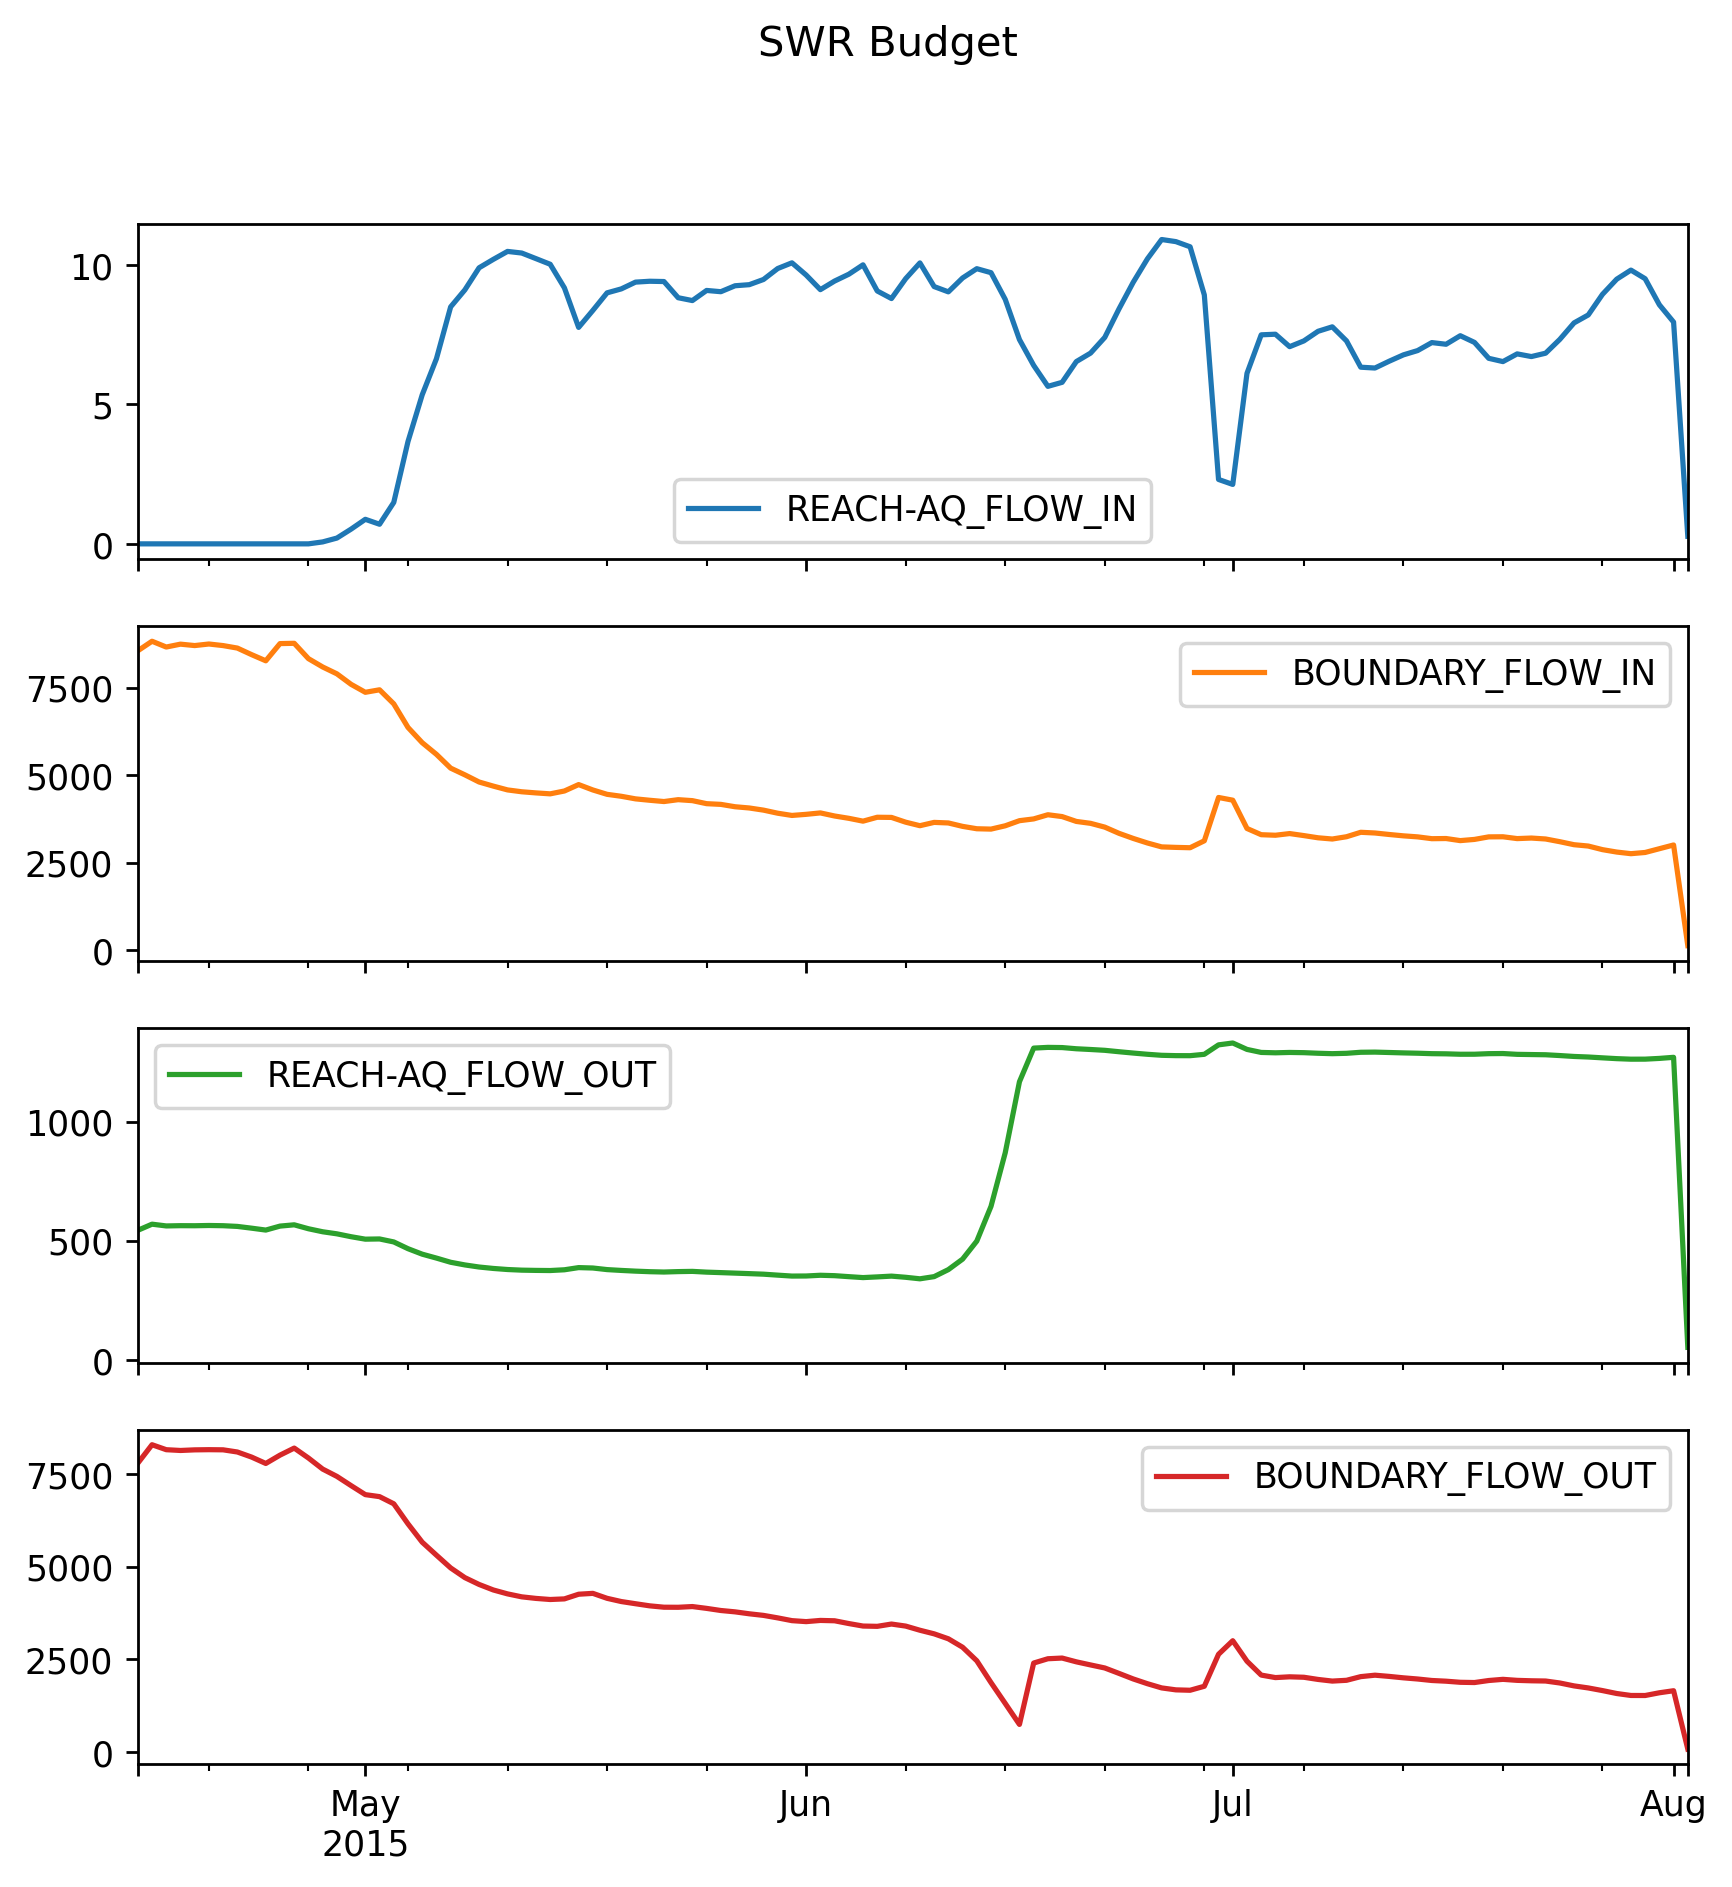 SWR Budget
10
5
0
REACH-AQ_FLOW_IN
7500
5000
2500
0
BOUNDARY_FLOW_IN
1000
500
0
REACH-AQ_FLOW_OUT
7500
5000
2500
0
BOUNDARY_FLOW_OUT
May Jun Jul Aug
2015